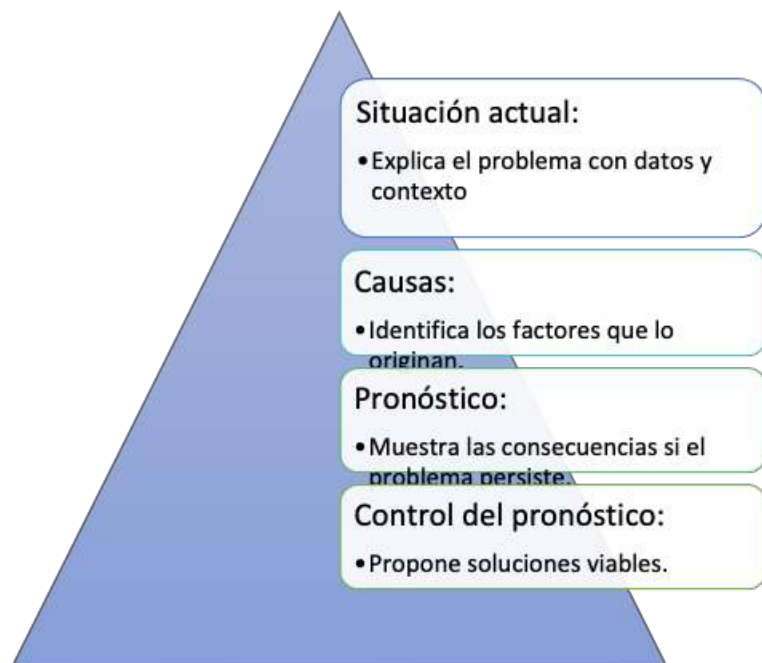 Situación actual:
•Explica el problema con datos y
contexto
Causas:
•Identifica los factores que lo
originan.
Pronóstico:
•Muestra las consecuencias si el
problema persiste.
Control del pronóstico:
•Propone soluciones viables.